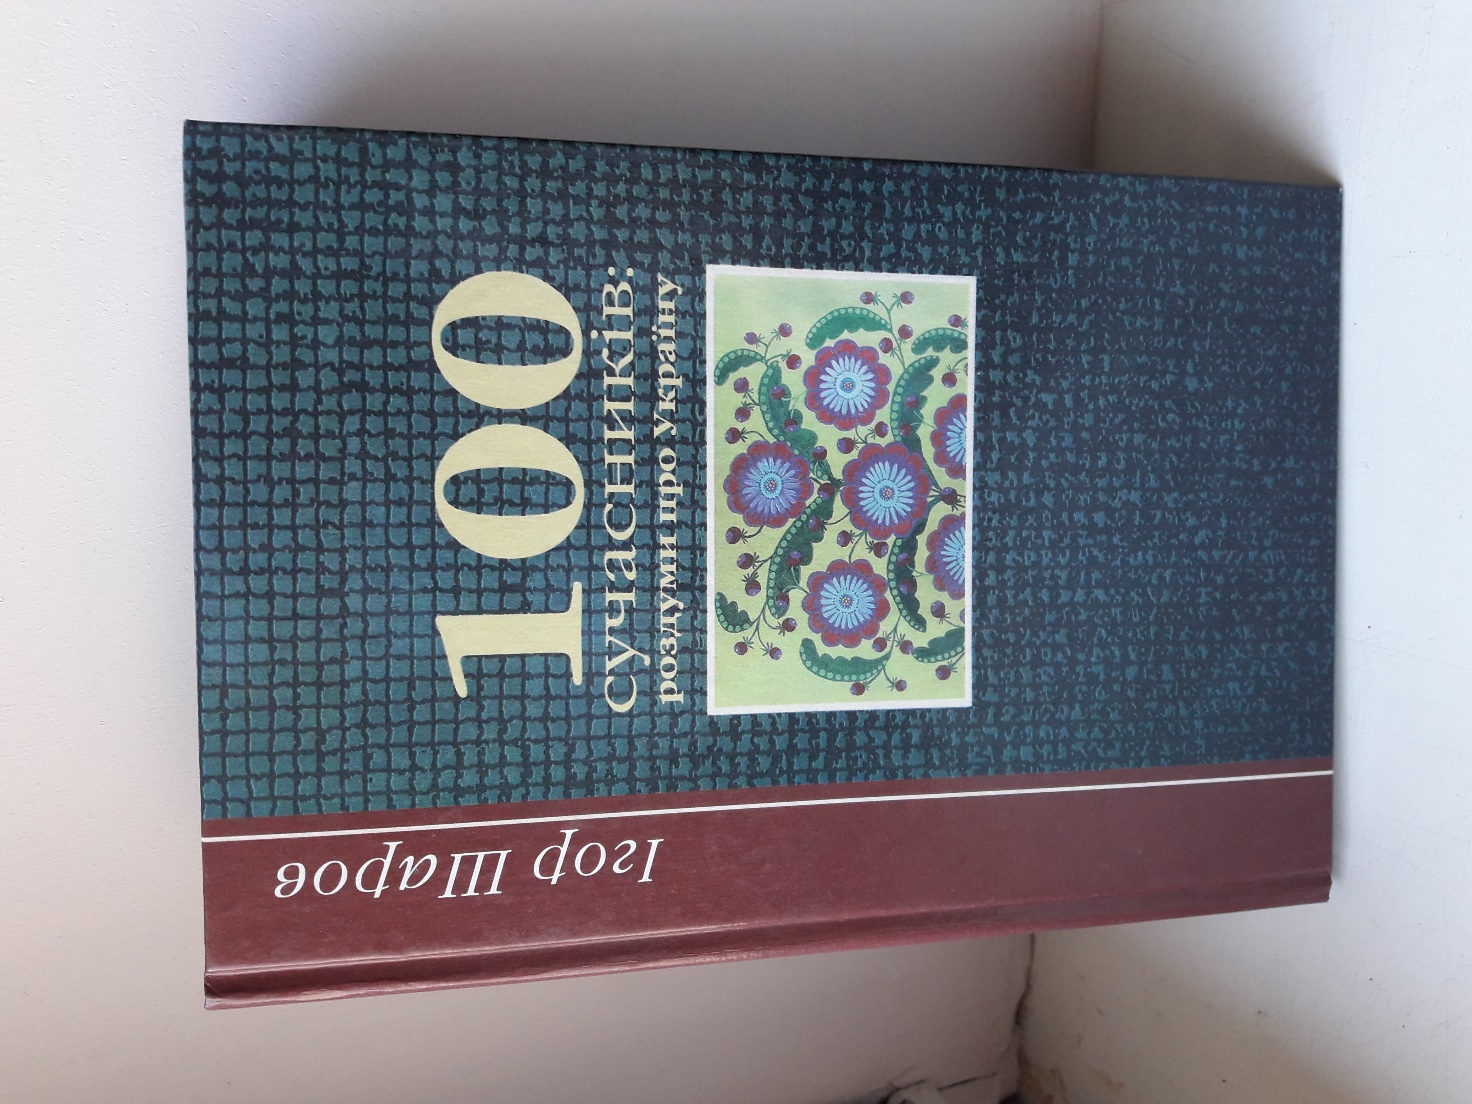 Ігор Шаров
100
сучасників:
роздуми про Україну